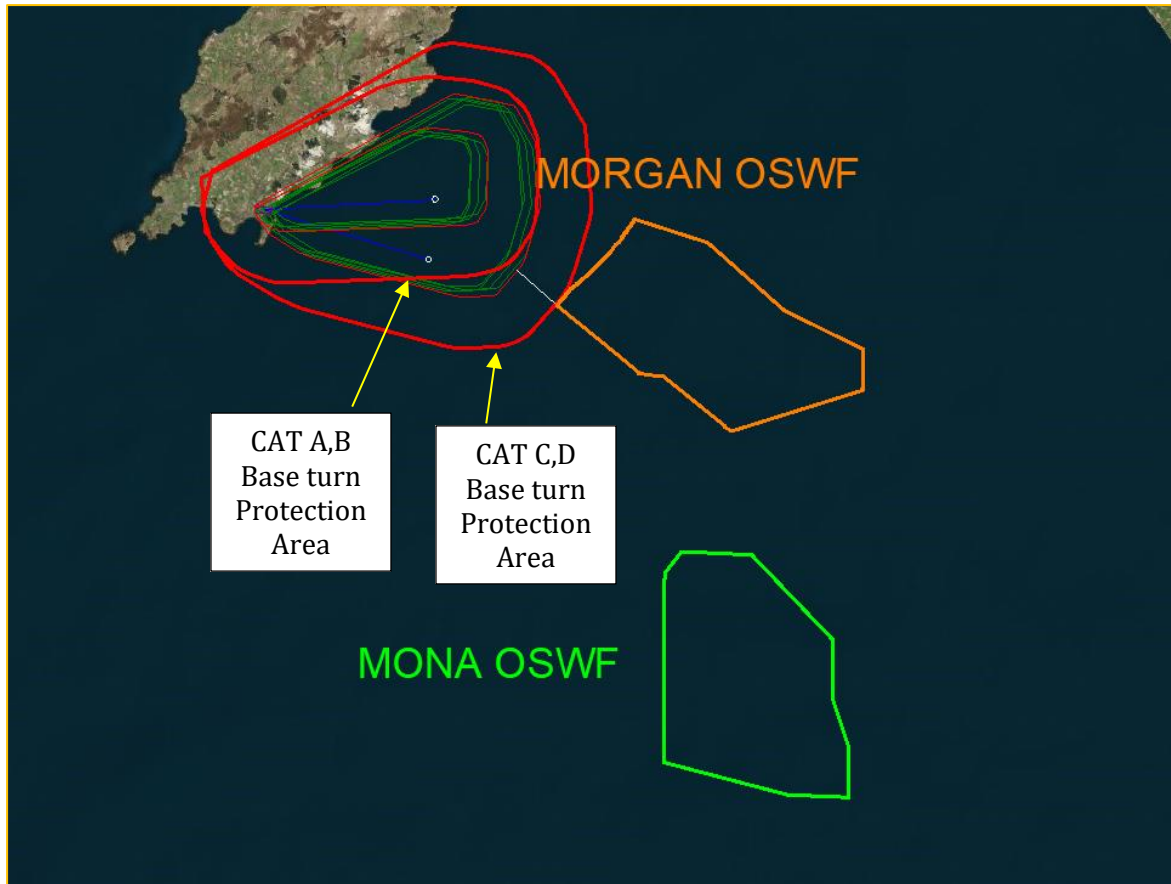 MORGAN OSWF
CAT A,B
Base turn
Protection
Area
CAT C,D
Base turn
Protection
Area
MONA OSWF